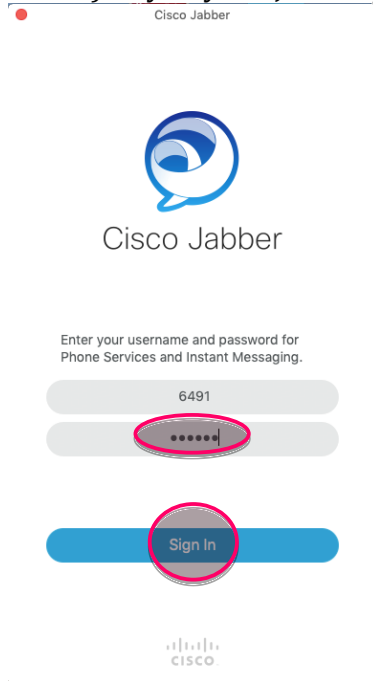 Cisco Jabber
Cisco Jabber
Enter your username and password for
Phone Services and Instant Messaging.
6491
••••••
Sign In
CISCO